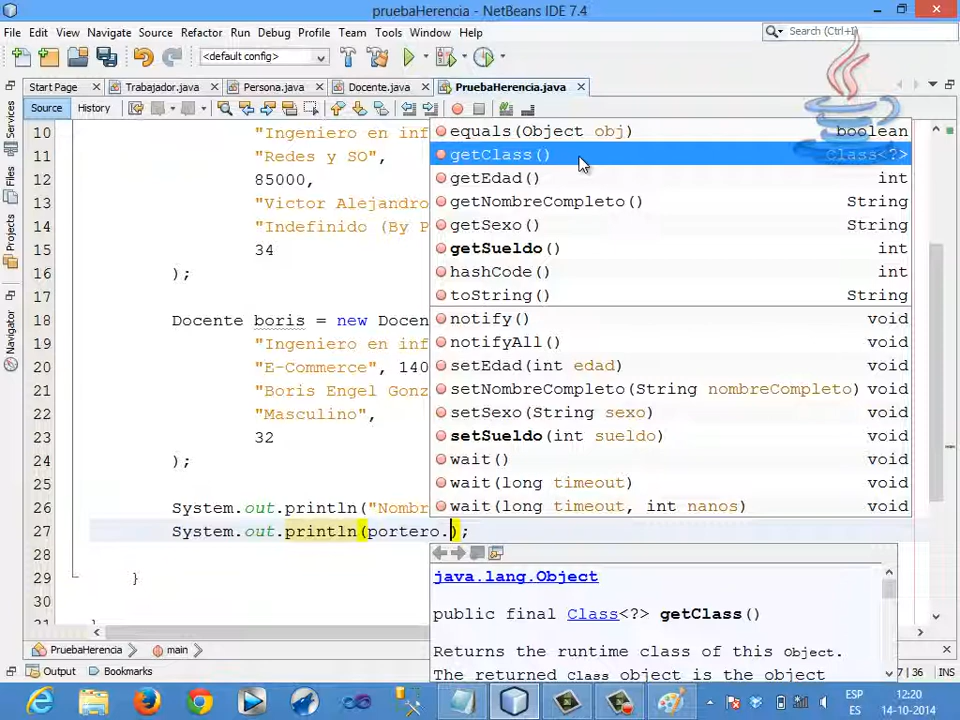 pruebaHerencia - NetBeans IDE 7.4
File Edit View Navigate Source Refactor Run Debug Profile Team Tools Window Help
Search (Ctrl+I)
<default config>
Start Page Trabajador.java Persona.java Docente.java PruebaHerencia.java
Source History
Services
Files
Projects
Navigator
10 "Ingeniero en inf
11 "Redes y SO",
12 85000,
13 "Victor Alejandro
14 "Indefinido (By P
15 34
16 );
17
18 Docente boris = new Docen
19 "Ingeniero en inf
20 "E-Commerce", 140
21 "Boris Engel Gonz
22 "Masculino",
23 32
24 );
25
26 System.out.println("Nombr
27 System.out.println(portero.);
28
29 }
30
31 }
equals(Object obj) boolean
getClass() Class<?>
getEdad() int
getNombreCompleto() String
getSexo() String
getSueldo() int
hashCode() int
toString() String
notify() void
notifyAll() void
setEdad(int edad) void
setNombreCompleto(String nombreCompleto) void
setSexo(String sexo) void
setSueldo(int sueldo) void
wait() void
wait(long timeout) void
wait(long timeout, int nanos) void
java.lang.Object
public final Class<?> getClass()
Returns the runtime class of this Object.
The returned Class object is the object
PruebaHerencia main
Output Bookmarks
7 | 36 INS
ESP
ES
12:20
14-10-2014